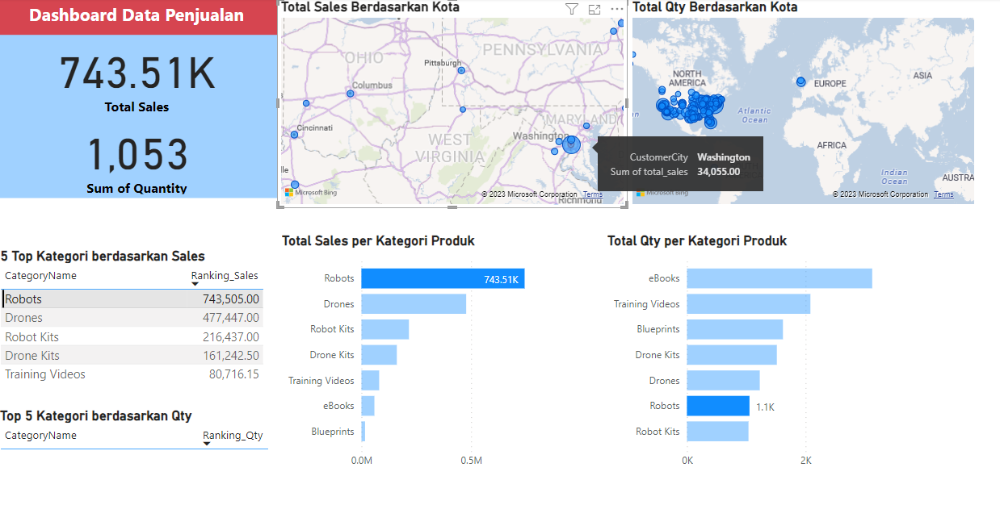 Dashboard Data Penjualan
743.51K
Total Sales
1,053
Sum of Quantity
Total Sales Berdasarkan Kota
OHIO
PENNSYLVANIA
Pittsburgh
Columbus
Cincinnati
MARYLAND
Washington
WEST
VIRGINIA
lle
Microsoft Bing
© 2023 Microsoft Corporation Terms
Richmond
CustomerCity Washington
Sum of total_sales 34,055.00
Total Qty Berdasarkan Kota
NORTH
AMERICA
EUROPE
ASIA
Atlantic
Ocean
AFRICA
Indian
Ocean
AUSTRA
Microsoft Bing
© 2023 Microsoft Corporation Terms
5 Top Kategori berdasarkan Sales
CategoryName Ranking_Sales
Robots 743,505.00
Drones 477,447.00
Robot Kits 216,437.00
Drone Kits 161,242.50
Training Videos 80,716.15
Top 5 Kategori berdasarkan Qty
CategoryName Ranking_Qty
Total Sales per Kategori Produk
Robots 743.51K
Drones
Robot Kits
Drone Kits
Training Videos
eBooks
Blueprints
0.0M 0.5M
Total Qty per Kategori Produk
eBooks
Training Videos
Blueprints
Drone Kits
Drones
Robots 1.1K
Robot Kits
0K 2K